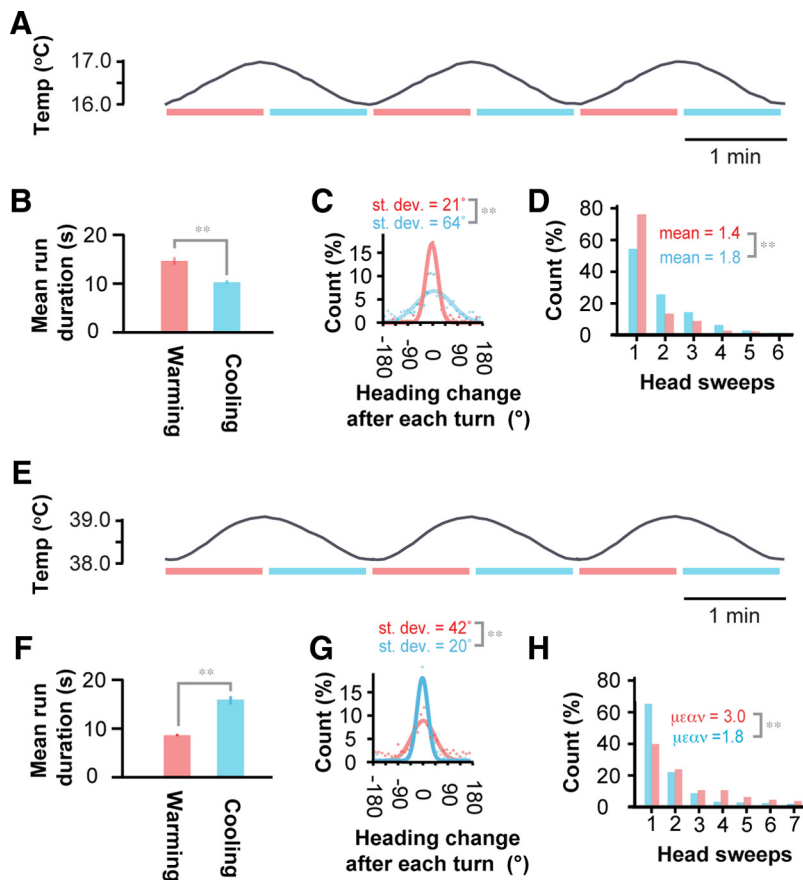 A
Temp (°C)
17.0
16.0
1 min
B
Mean run
duration (s)
20
10
0
**
Warming
Cooling
C
st. dev. = 21°
st. dev. = 64°
**
Count (%)
15
10
5
0
-180
-90
0
90
180
Heading change
after each turn (°)
D
Count (%)
80
60
40
20
0
mean = 1.4
mean = 1.8
**
1 2 3 4 5 6
Head sweeps
E
Temp (°C)
39.0
38.0
1 min
F
Mean run
duration (s)
20
10
0
**
Warming
Cooling
G
st. dev. = 42°
st. dev. = 20°
**
Count (%)
15
10
5
0
-180
-90
0
90
180
Heading change
after each turn (°)
H
Count (%)
80
60
40
20
0
μεαν = 3.0
μεαν =1.8
**
1 2 3 4 5 6 7
Head sweeps